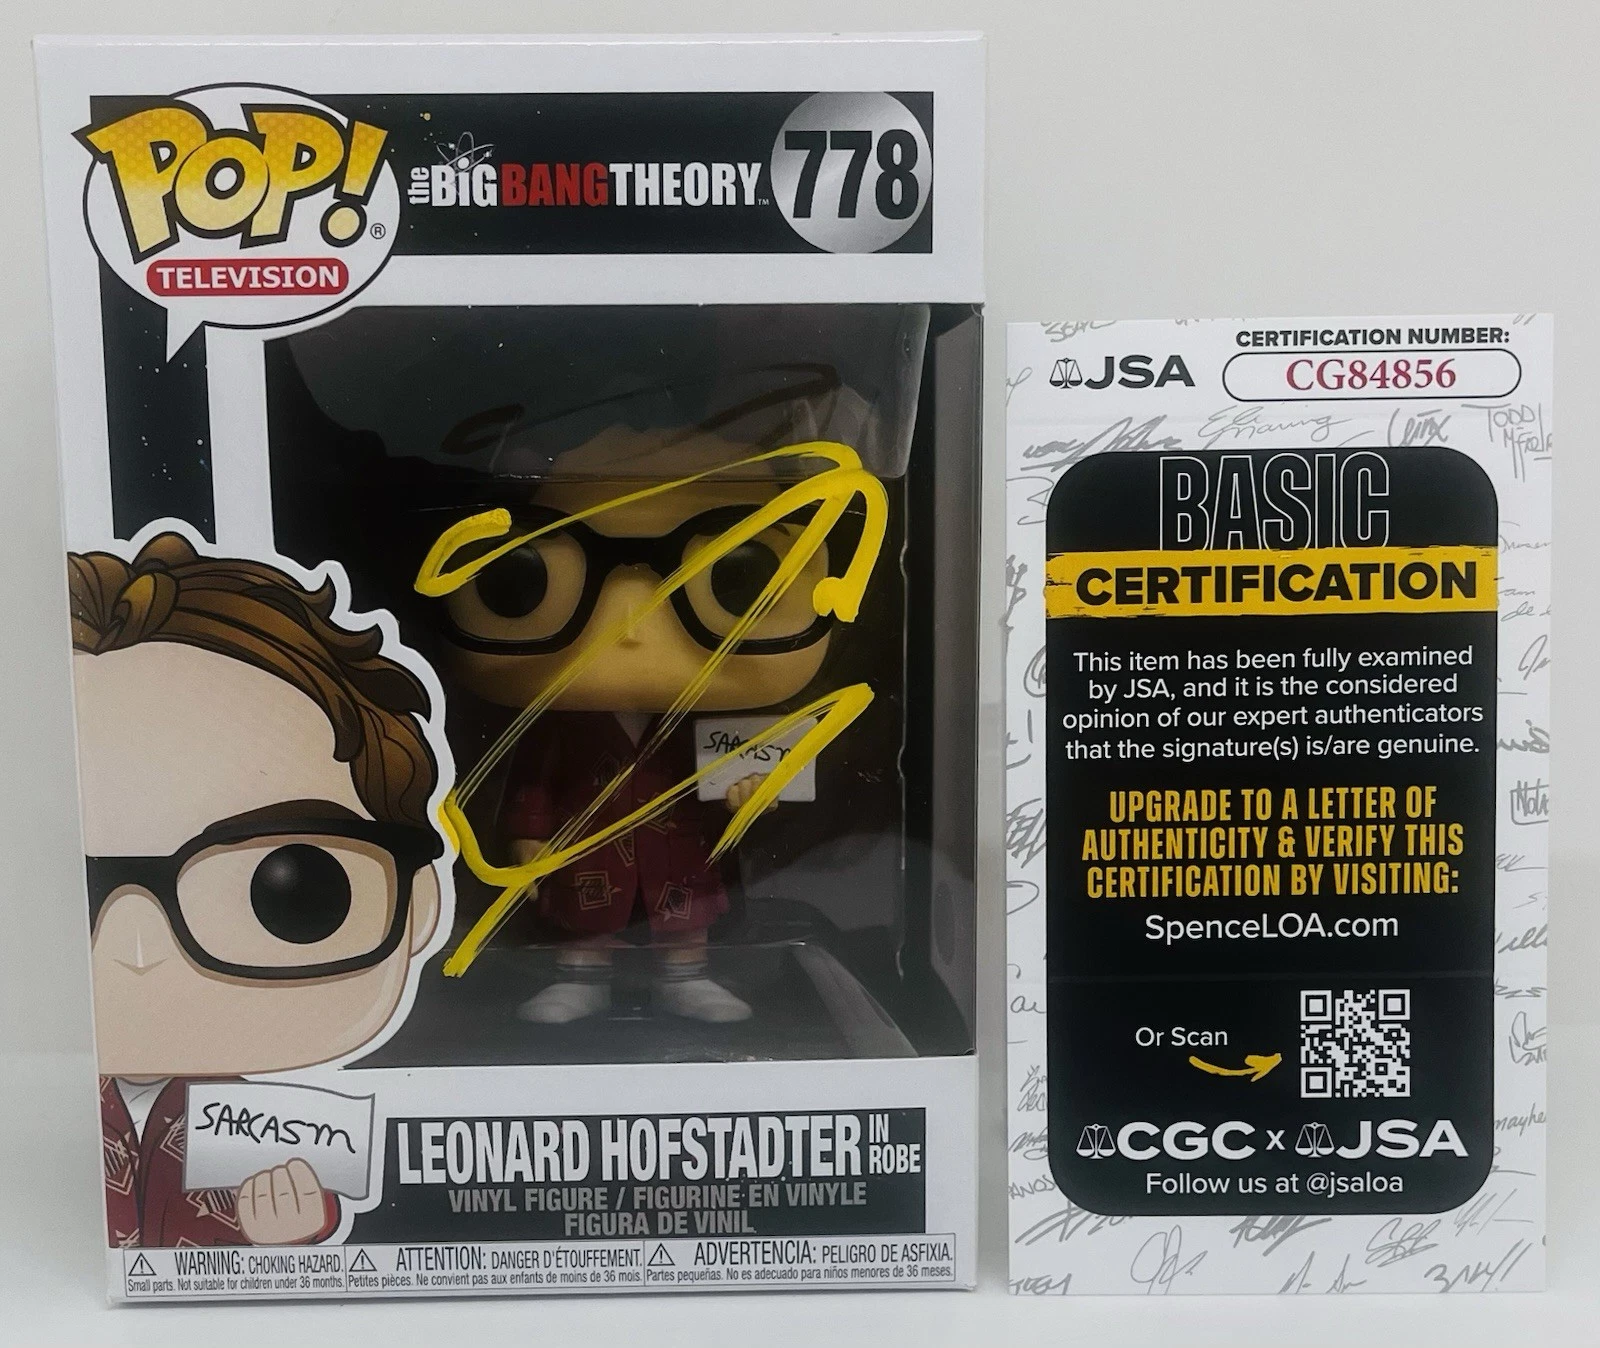 POP!®
TELEVISION
the BIG BANG THEORY™
778
SARCASM
SARCASM
LEONARD HOFSTADTER IN ROBE
VINYL FIGURE / FIGURINE EN VINYLE
FIGURA DE VINIL
⚠ WARNING: CHOKING HAZARD.
Small parts. Not suitable for children under 36 months.
⚠ ATTENTION: DANGER D'ÉTOUFFEMENT.
Petites pièces. Ne convient pas aux enfants de moins de 36 mois.
⚠ ADVERTENCIA: PELIGRO DE ASFIXIA.
Partes pequeñas. No es adecuado para niños menores de 36 meses.
JSA
CERTIFICATION NUMBER:
CG84856
BASIC
CERTIFICATION
This item has been fully examined
by JSA, and it is the considered
opinion of our expert authenticators
that the signature(s) is/are genuine.
UPGRADE TO A LETTER OF
AUTHENTICITY & VERIFY THIS
CERTIFICATION BY VISITING:
SpenceLOA.com
Or Scan
CGC x JSA
Follow us at @jsaloa